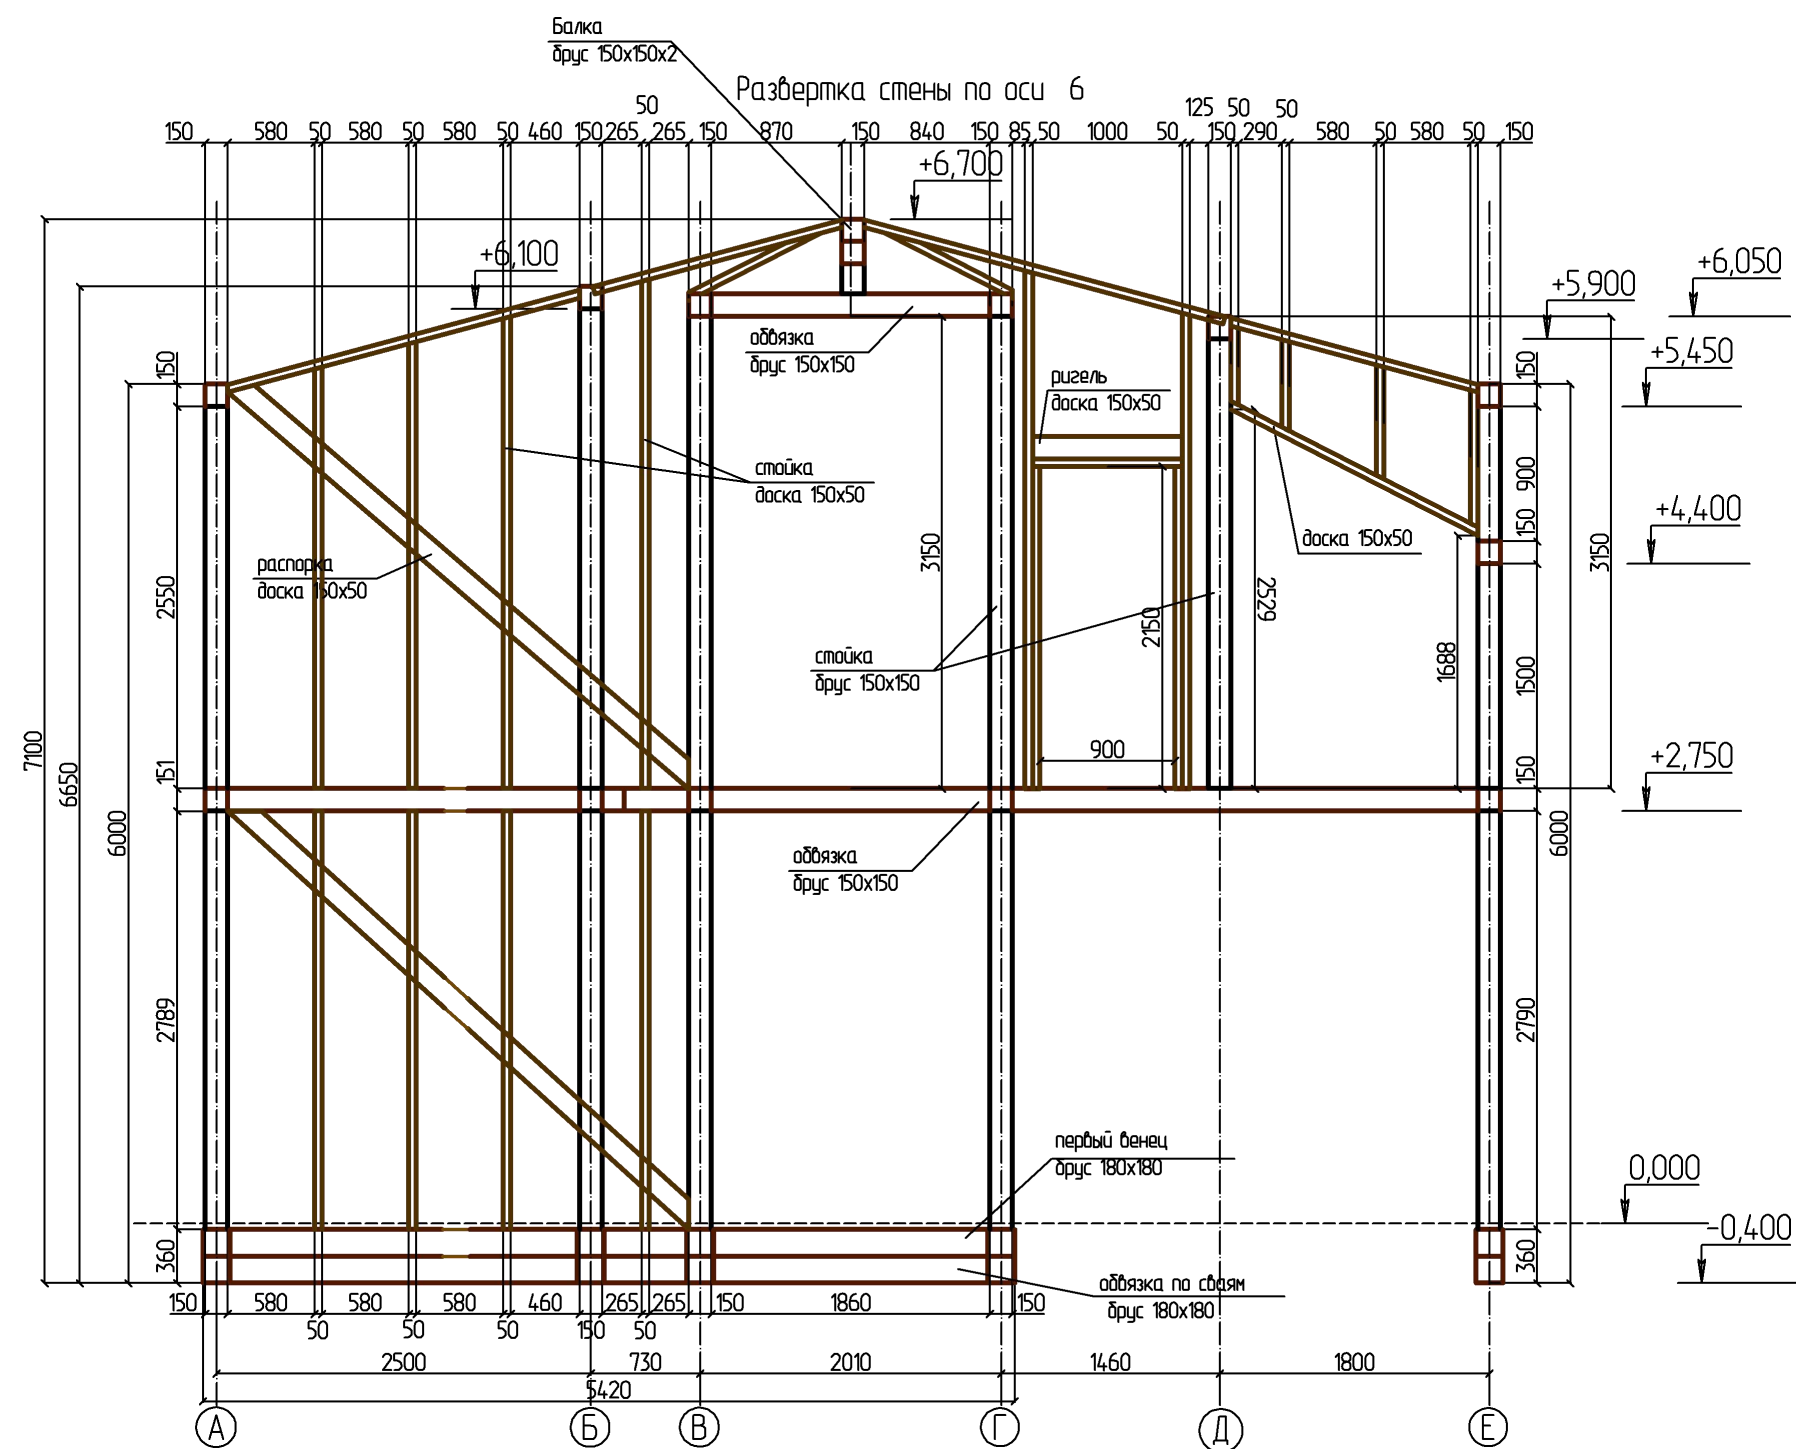 Балка
брус 150х150х2
Развертка стены по оси 6
50
125 50 50
150 580 50 580 50 580 50 460 150 265 265 150 870 150 840 150 85 50 1000 50 150 290 580 50 580 50 150
+6,700
+6,100
+6,050
+5,900
+5,450
+4,400
+2,750
0,000
-0,400
обвязка
брус 150х150
ригель
доска 150х50
стойка
доска 150х50
доска 150х50
распорка
доска 150х50
стойка
брус 150х150
обвязка
брус 150х150
первый венец
брус 180х180
обвязка по сваям
брус 180х180
7100
6650
6000
150
2550
151
2789
360
3150
2150
900
2529
1688
150
900
150
1500
150
2790
360
3150
6000
150 580 580 580 460 265 265 150 1860 150
50 50 50 150 50
2500 730 2010 1460 1800
5420
А Б В Г Д Е